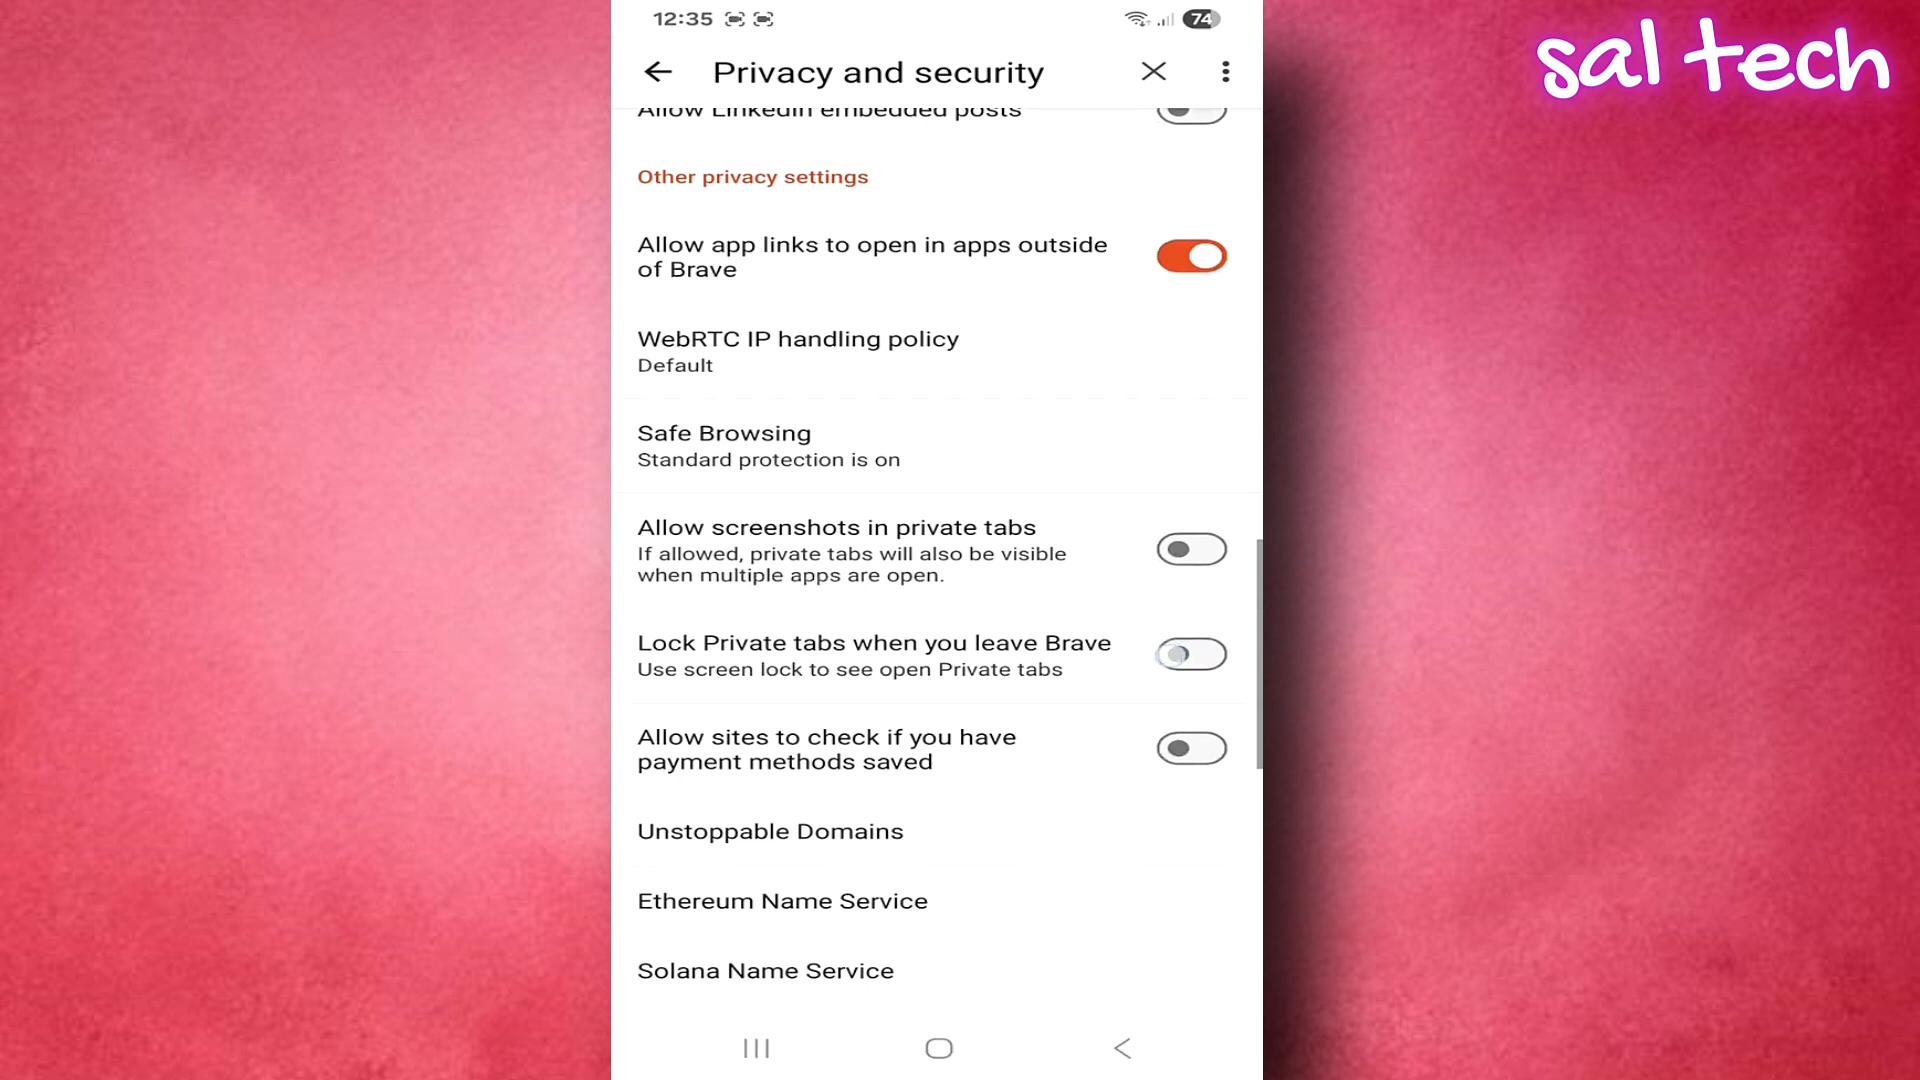 12:35
74
sal tech
Privacy and security
Allow LinkedIn embedded posts
Other privacy settings
Allow app links to open in apps outside
of Brave
WebRTC IP handling policy
Default
Safe Browsing
Standard protection is on
Allow screenshots in private tabs
If allowed, private tabs will also be visible
when multiple apps are open.
Lock Private tabs when you leave Brave
Use screen lock to see open Private tabs
Allow sites to check if you have
payment methods saved
Unstoppable Domains
Ethereum Name Service
Solana Name Service